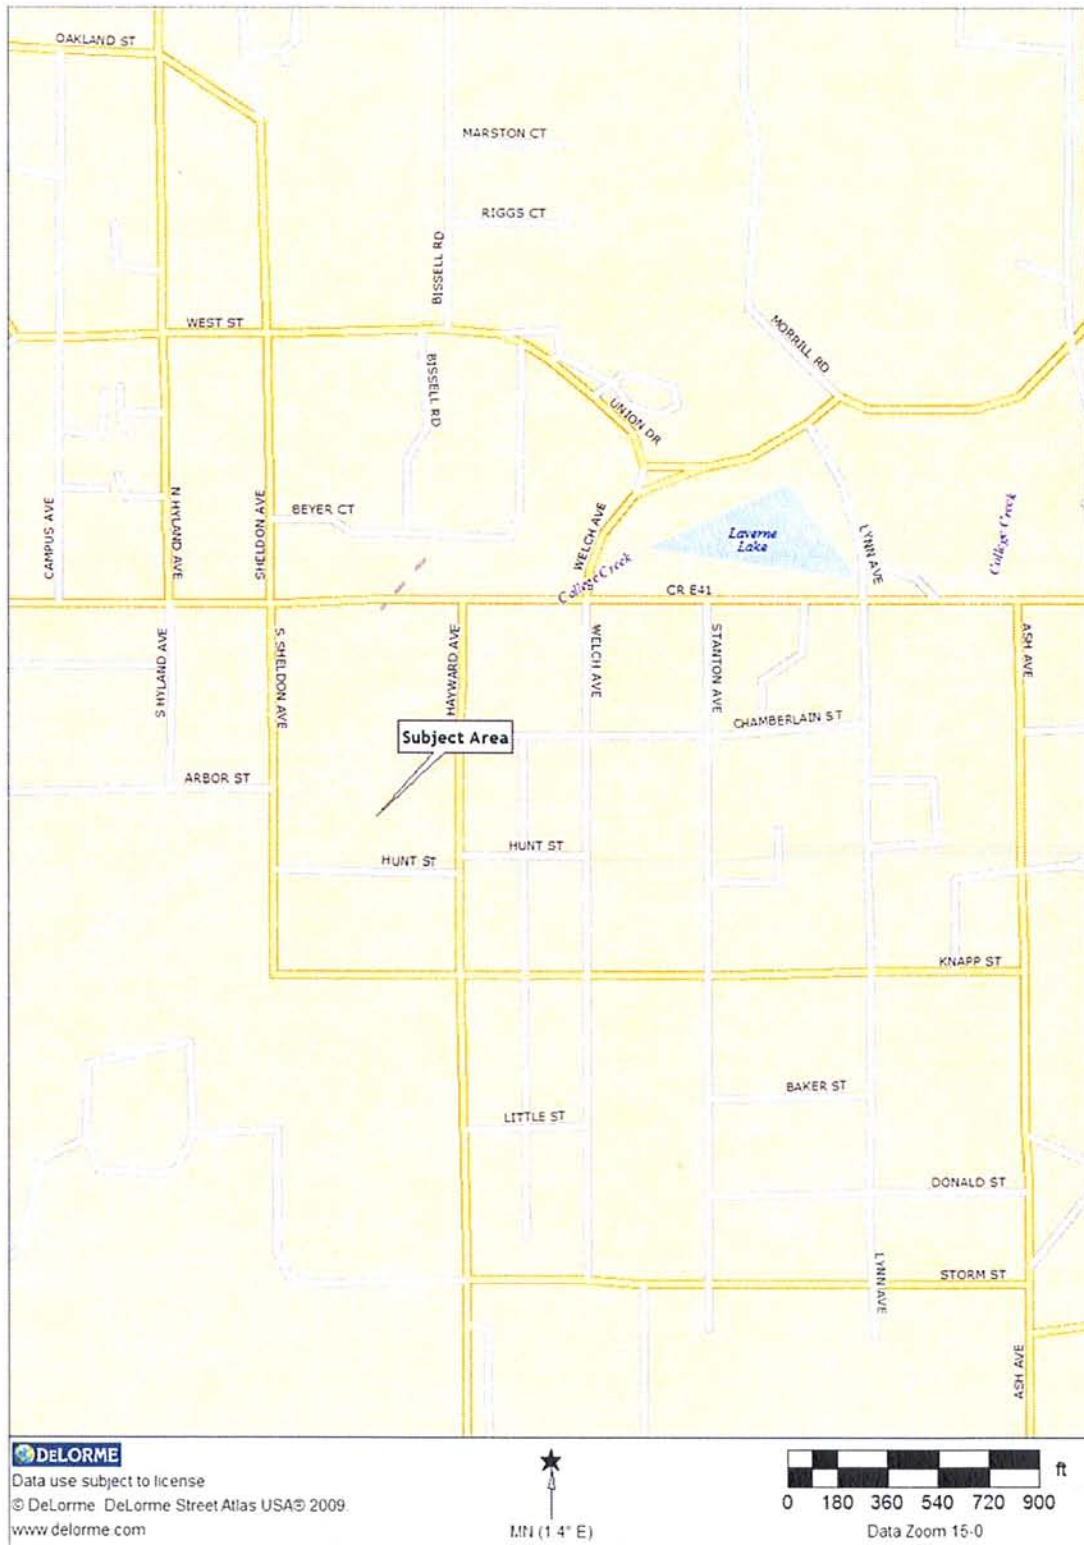 OAKLAND ST
MARSTON CT
RIGGS CT
BISSELL RD
WEST ST
MORRILL RD
BISSELL RD
UNION DR
CAMPUS AVE
N HYLAND AVE
SHELDON AVE
BEYER CT
WELCH AVE
College Creek
Laverne
Lake
LYNN AVE
College Creek
CR E41
S HYLAND AVE
S SHELDON AVE
HAYWARD AVE
WELCH AVE
STANTON AVE
ASH AVE
CHAMBERLAIN ST
Subject Area
ARBOR ST
HUNT ST
HUNT ST
KNAPP ST
BAKER ST
LITTLE ST
DONALD ST
LYNN AVE
STORM ST
ASH AVE
DELORME
Data use subject to license
© DeLorme DeLorme Street Atlas USA® 2009.
www.delorme.com
MN (1.4° E)
ft
0 180 360 540 720 900
Data Zoom 15-0